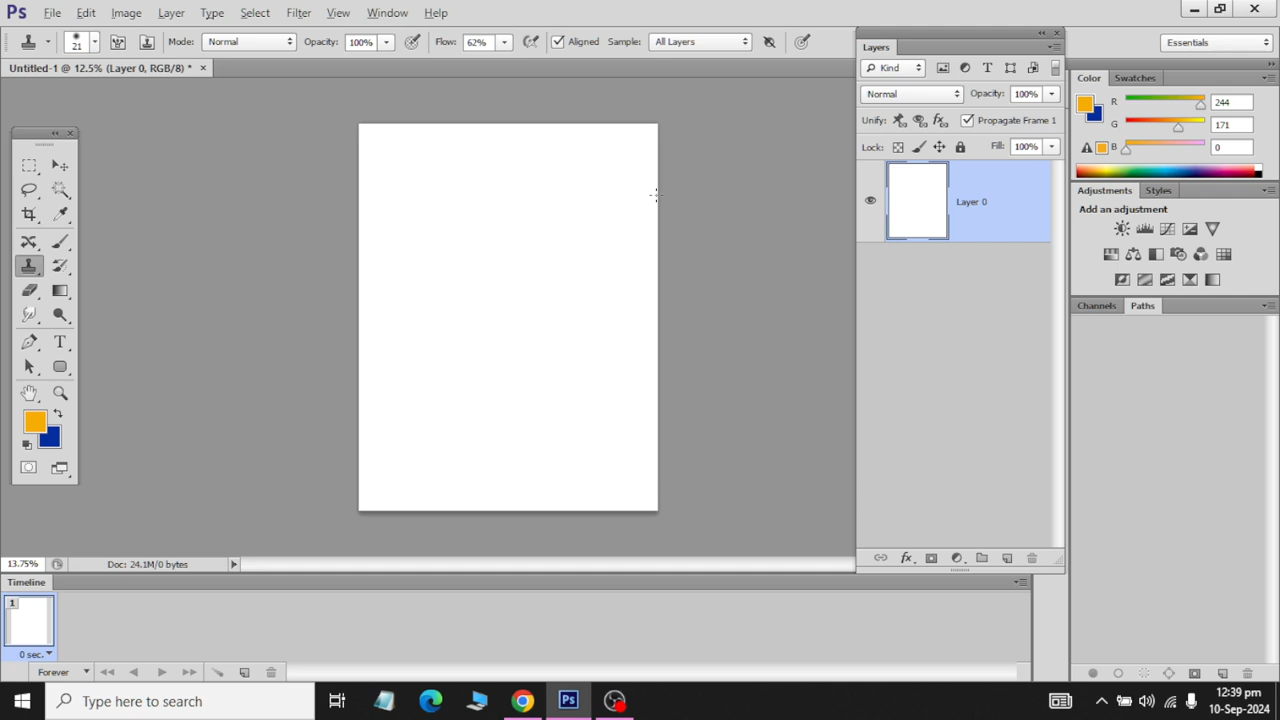 Ps File Edit Image Layer Type Select Filter View Window Help
21 Mode: Normal Opacity: 100% Flow: 62% Aligned Sample: All Layers Essentials
Untitled-1 @ 12.5% (Layer 0, RGB/8) * ×
Layers
Kind
Normal Opacity: 100%
Unify: Propagate Frame 1
Lock: Fill: 100%
Layer 0
Color Swatches
R 244
G 171
B 0
Adjustments Styles
Add an adjustment
Channels Paths
13.75% Doc: 24.1M/0 bytes
Timeline
1
0 sec.
Forever
Type here to search
Ps
12:39 pm
10-Sep-2024